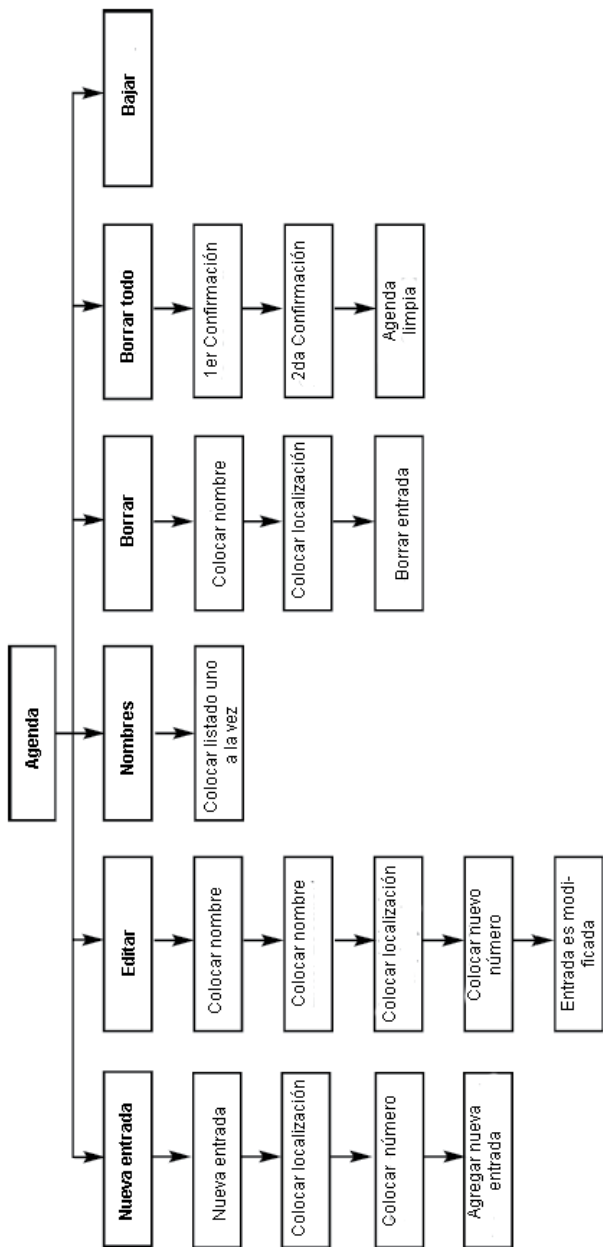 Agenda
Nueva entrada
Nueva entrada
Colocar localización
Colocar número
Agregar nueva
entrada
Editar
Colocar nombre
Colocar nombre
Colocar localización
Colocar nuevo
número
Entrada es modi-
ficada
Nombres
Colocar listado uno
a la vez
Borrar
Colocar nombre
Colocar localización
Borrar entrada
Borrar todo
1er Confirmación
2da Confirmación
Agenda
limpia
Bajar